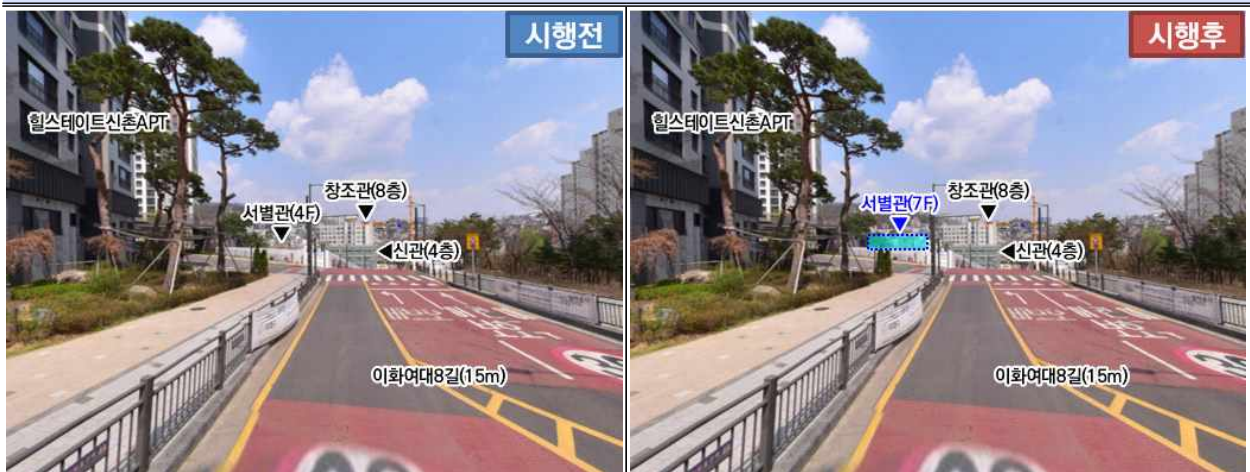 시행전
힐스테이트신촌APT
창조관(8층)
서별관(4F)
신관(4층)
이화여대8길(15m)
시행후
힐스테이트신촌APT
창조관(8층)
서별관(7F)
신관(4층)
이화여대8길(15m)